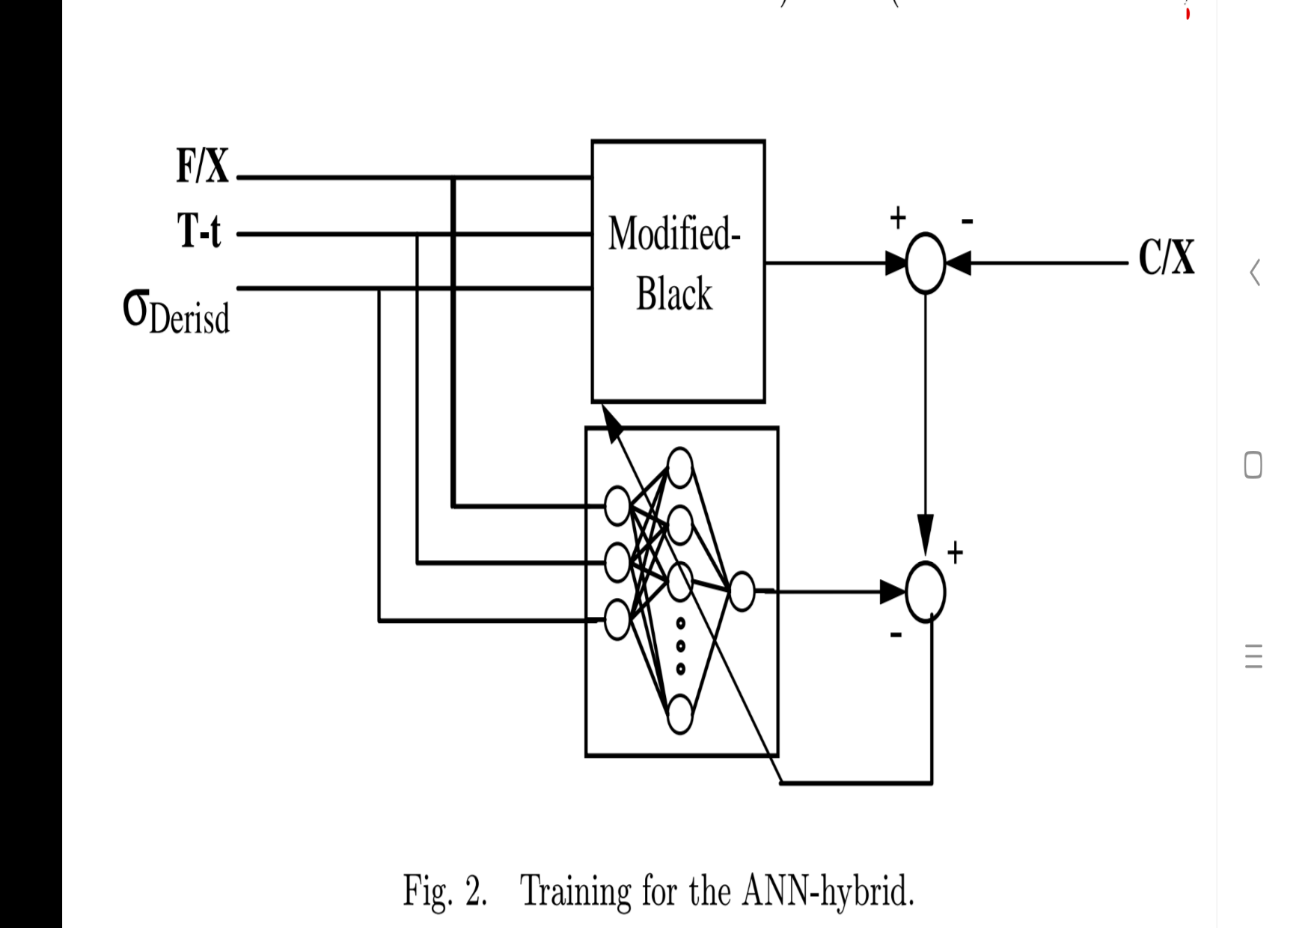 F/X
T-t
σDerisd
Modified-
Black
+
-
C/X
+
-
Fig. 2. Training for the ANN-hybrid.